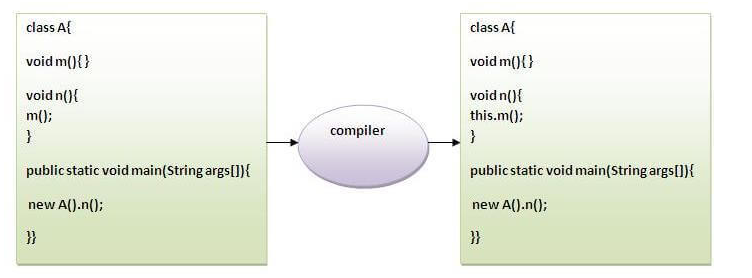 class A{
void m(){}
void n(){
m();
}
public static void main(String args[]){
new A().n();
}}
compiler
class A{
void m(){}
void n(){
this.m();
}
public static void main(String args[]){
new A().n();
}}